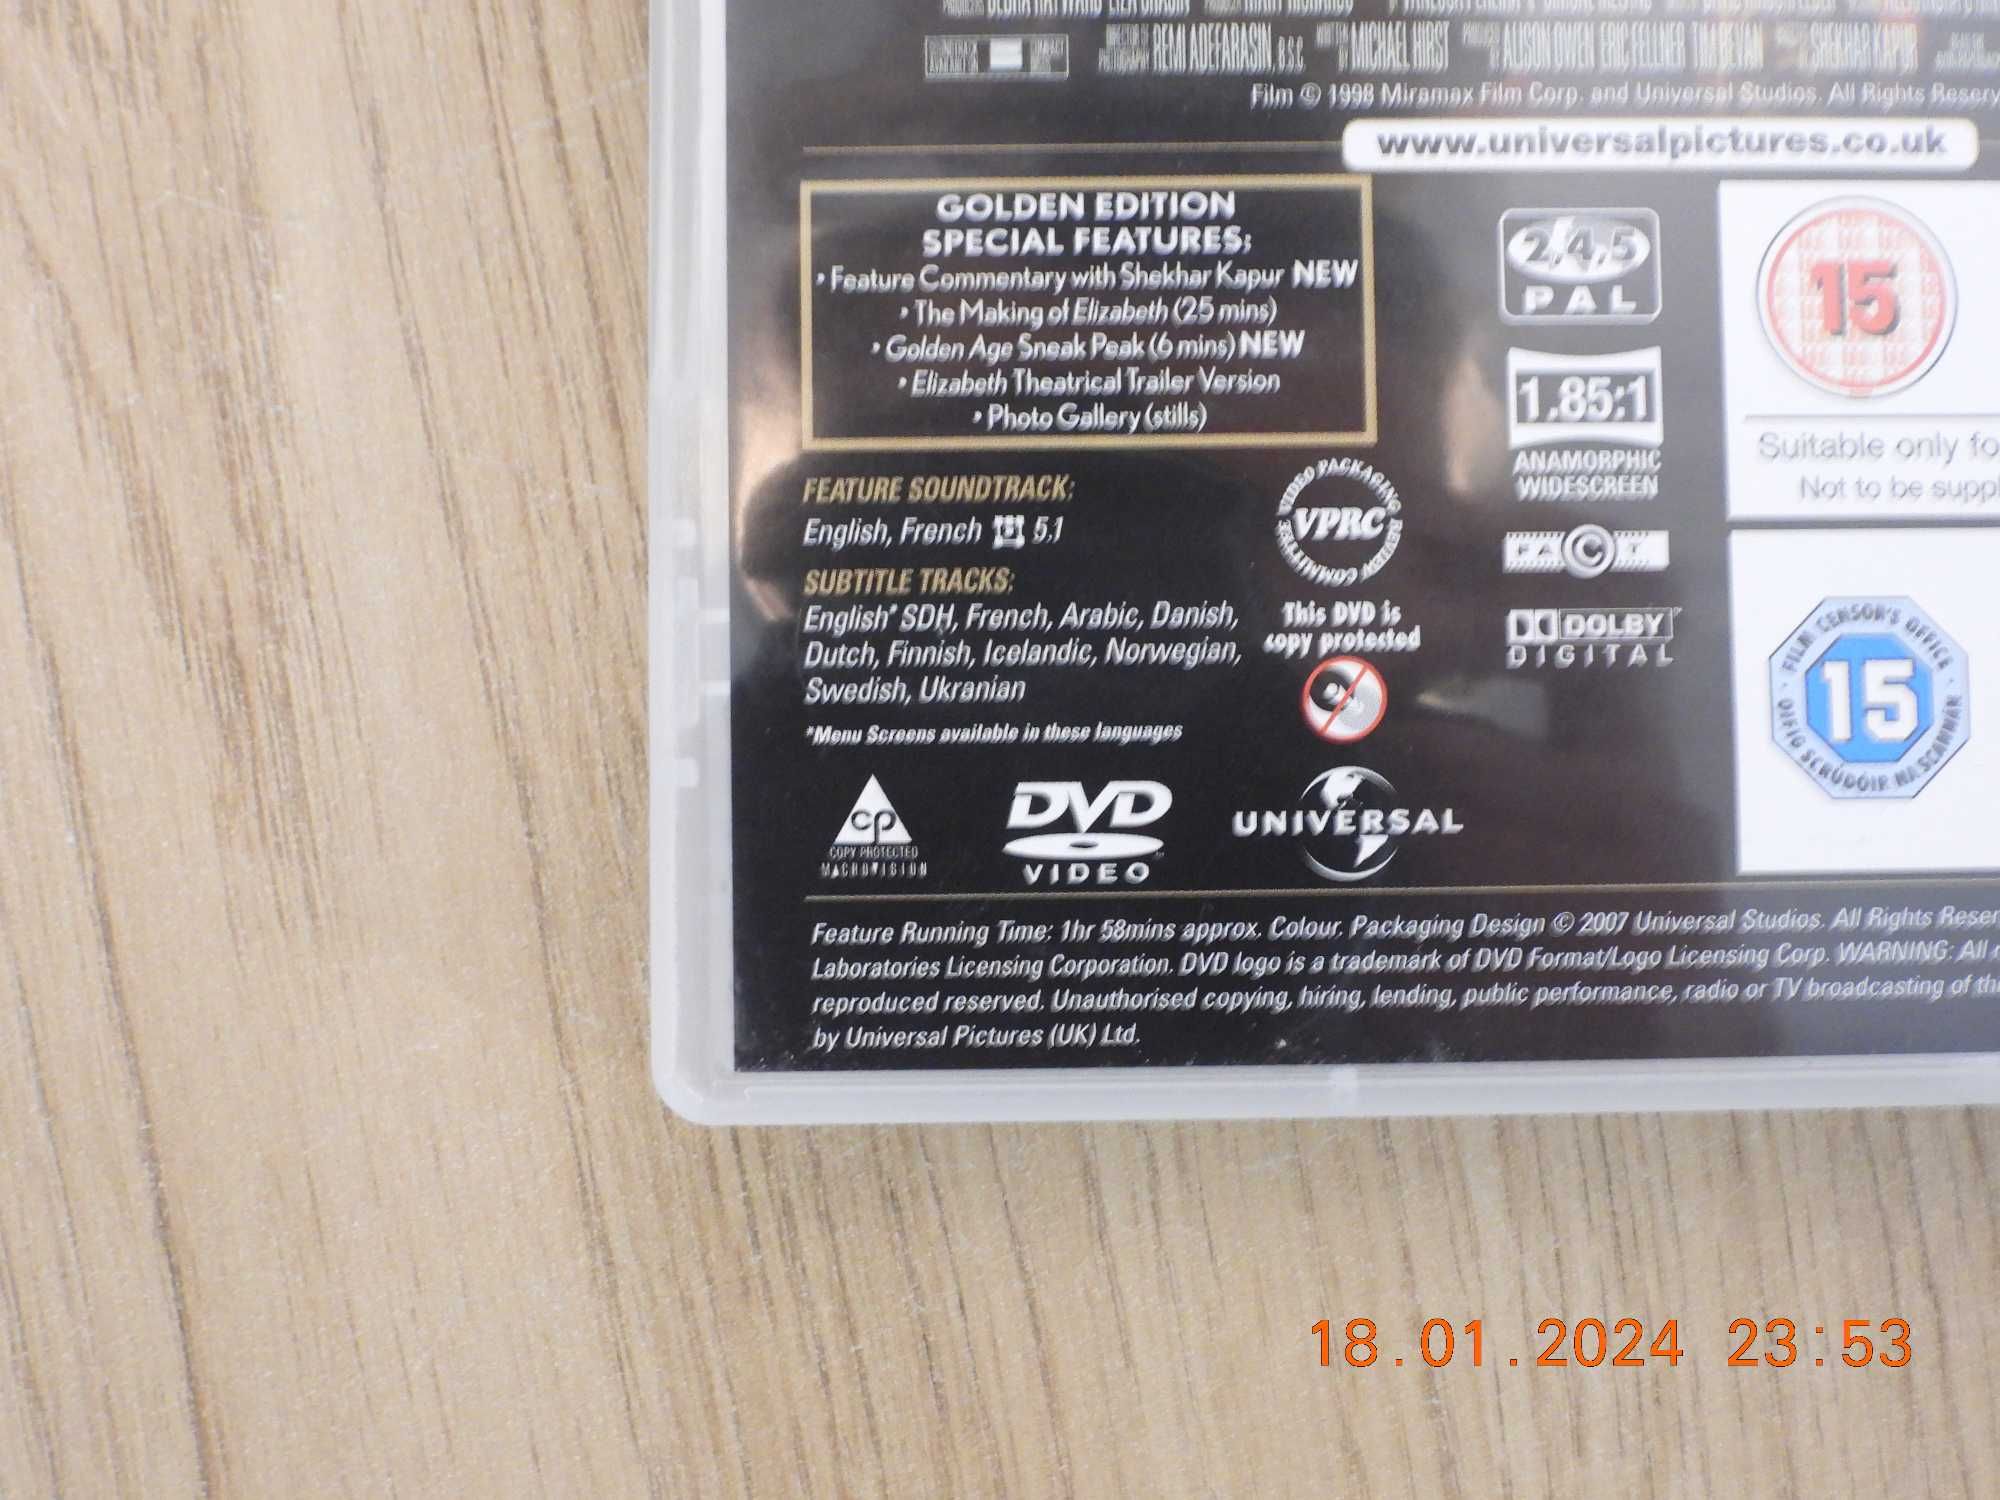 REMI ADEFARASIN, B.S.C. WRITTEN BY MICHAEL HIRST PRODUCED BY ALISON OWEN ERIC FELLNER TIM BEVAN SHEKHAR KAPUR
Film © 1998 Miramax Film Corp. and Universal Studios. All Rights
www.universalpictures.co.uk
GOLDEN EDITION
SPECIAL FEATURES:
• Feature Commentary with Shekhar Kapur NEW
• The Making of Elizabeth (25 mins)
• Golden Age Sneak Peak (6 mins) NEW
• Elizabeth Theatrical Trailer Version
• Photo Gallery (stills)
2,4,5
PAL
1.85:1
ANAMORPHIC
WIDESCREEN
FACT
DOLBY
DIGITAL
15
Suitable only
Not to be
FEATURE SOUNDTRACK:
English, French 5.1
SUBTITLE TRACKS:
English* SDH, French, Arabic, Danish,
Dutch, Finnish, Icelandic, Norwegian,
Swedish, Ukranian
*Menu Screens available in these languages
VIDEO PACKAGING REVIEW COMMITTEE
VPRC
This DVD is
copy protected
FILM CENSOR'S OFFICE
15
OIFIG SCRÚDÓIR NA SCANNÁN
cp
COPY PROTECTED
MACROVISION
DVD
VIDEO
UNIVERSAL
Feature Running Time: 1hr 58mins approx. Colour. Packaging Design © 2007 Universal Studios. All Rights
Laboratories Licensing Corporation. DVD logo is a trademark of DVD Format/Logo Licensing Corp. WARNING: All
reproduced reserved. Unauthorised copying, hiring, lending, public performance, radio or TV broadcasting of
by Universal Pictures (UK) Ltd.
18.01.2024 23:53